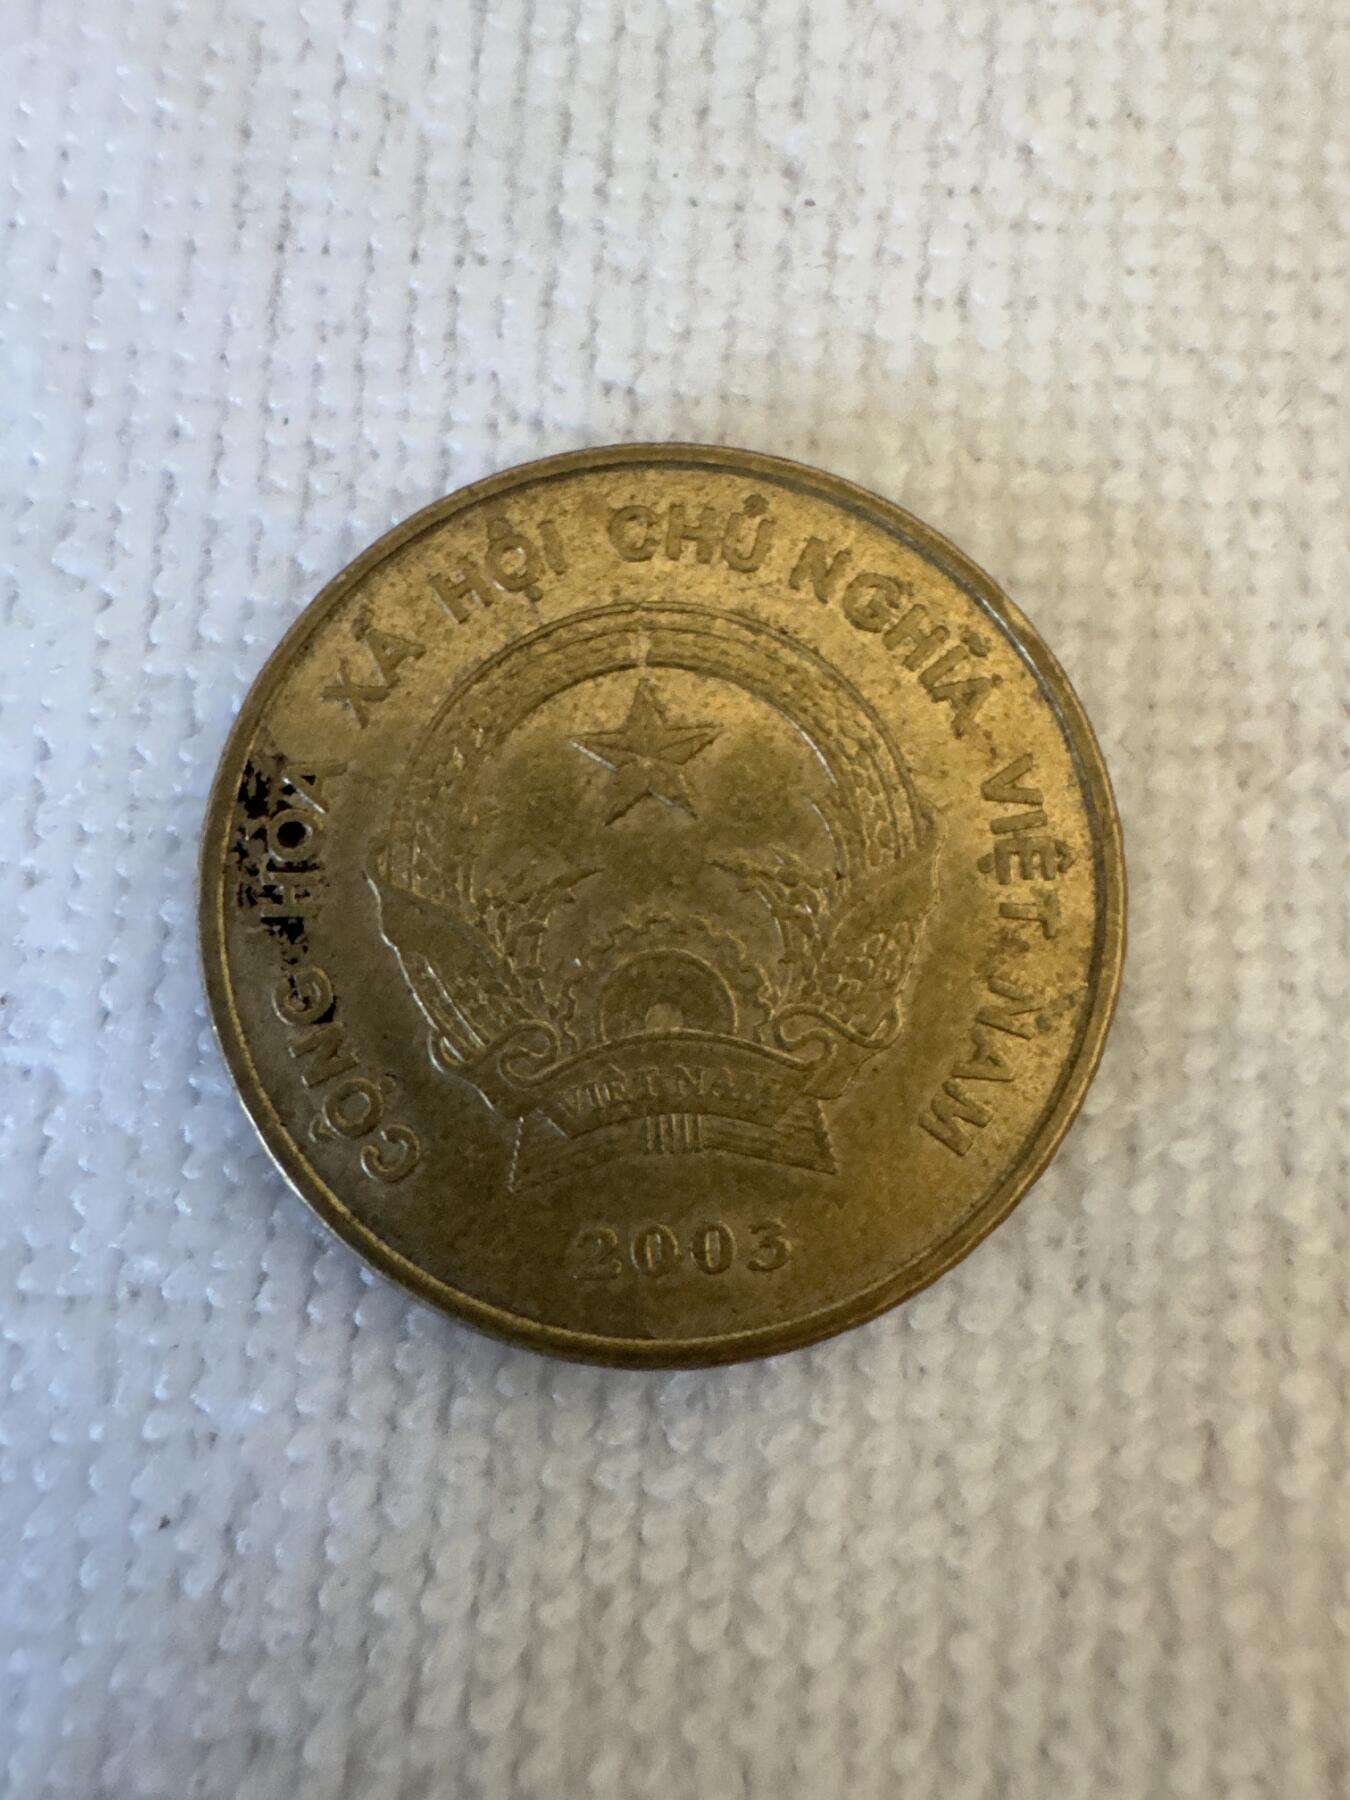 CỘNG HÒA XÃ HỘI CHỦ NGHĨA VIỆT NAM
VIỆT NAM
2003